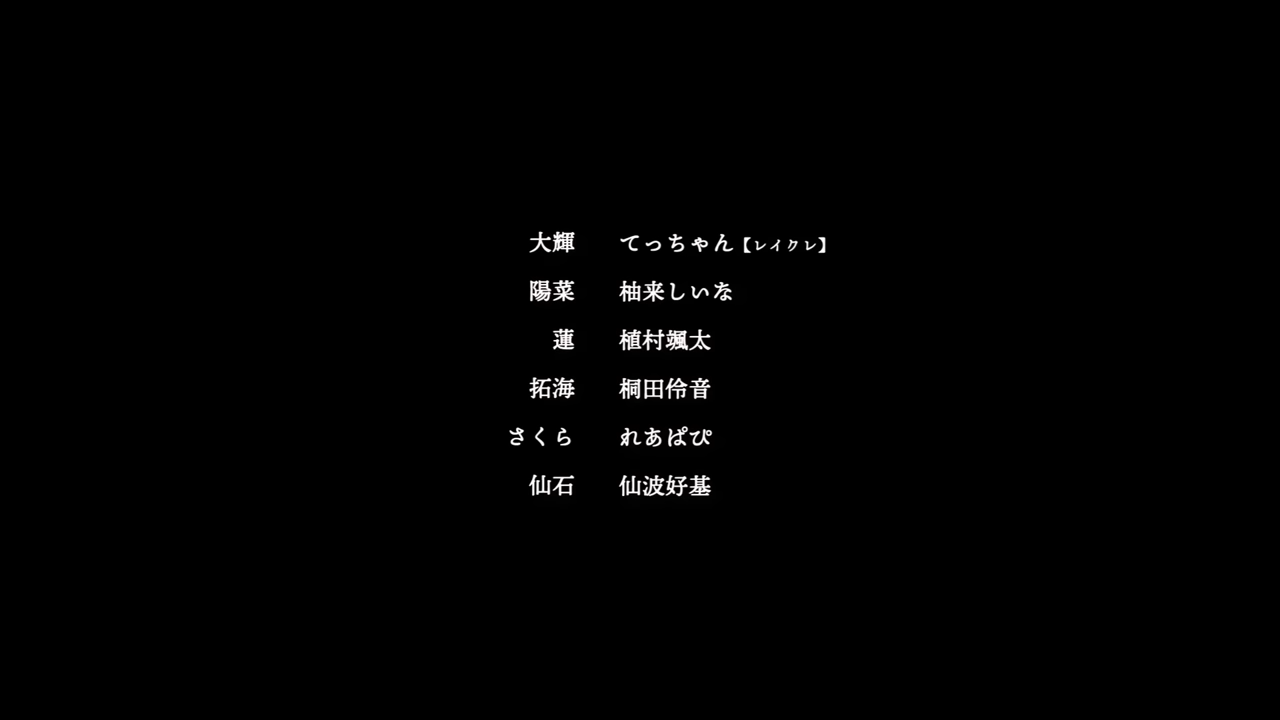 大輝 てっちゃん【レイクレ】
陽菜 柚来しいな
蓮 植村颯太
拓海 桐田伶音
さくら れあぱぴ
仙石 仙波好基